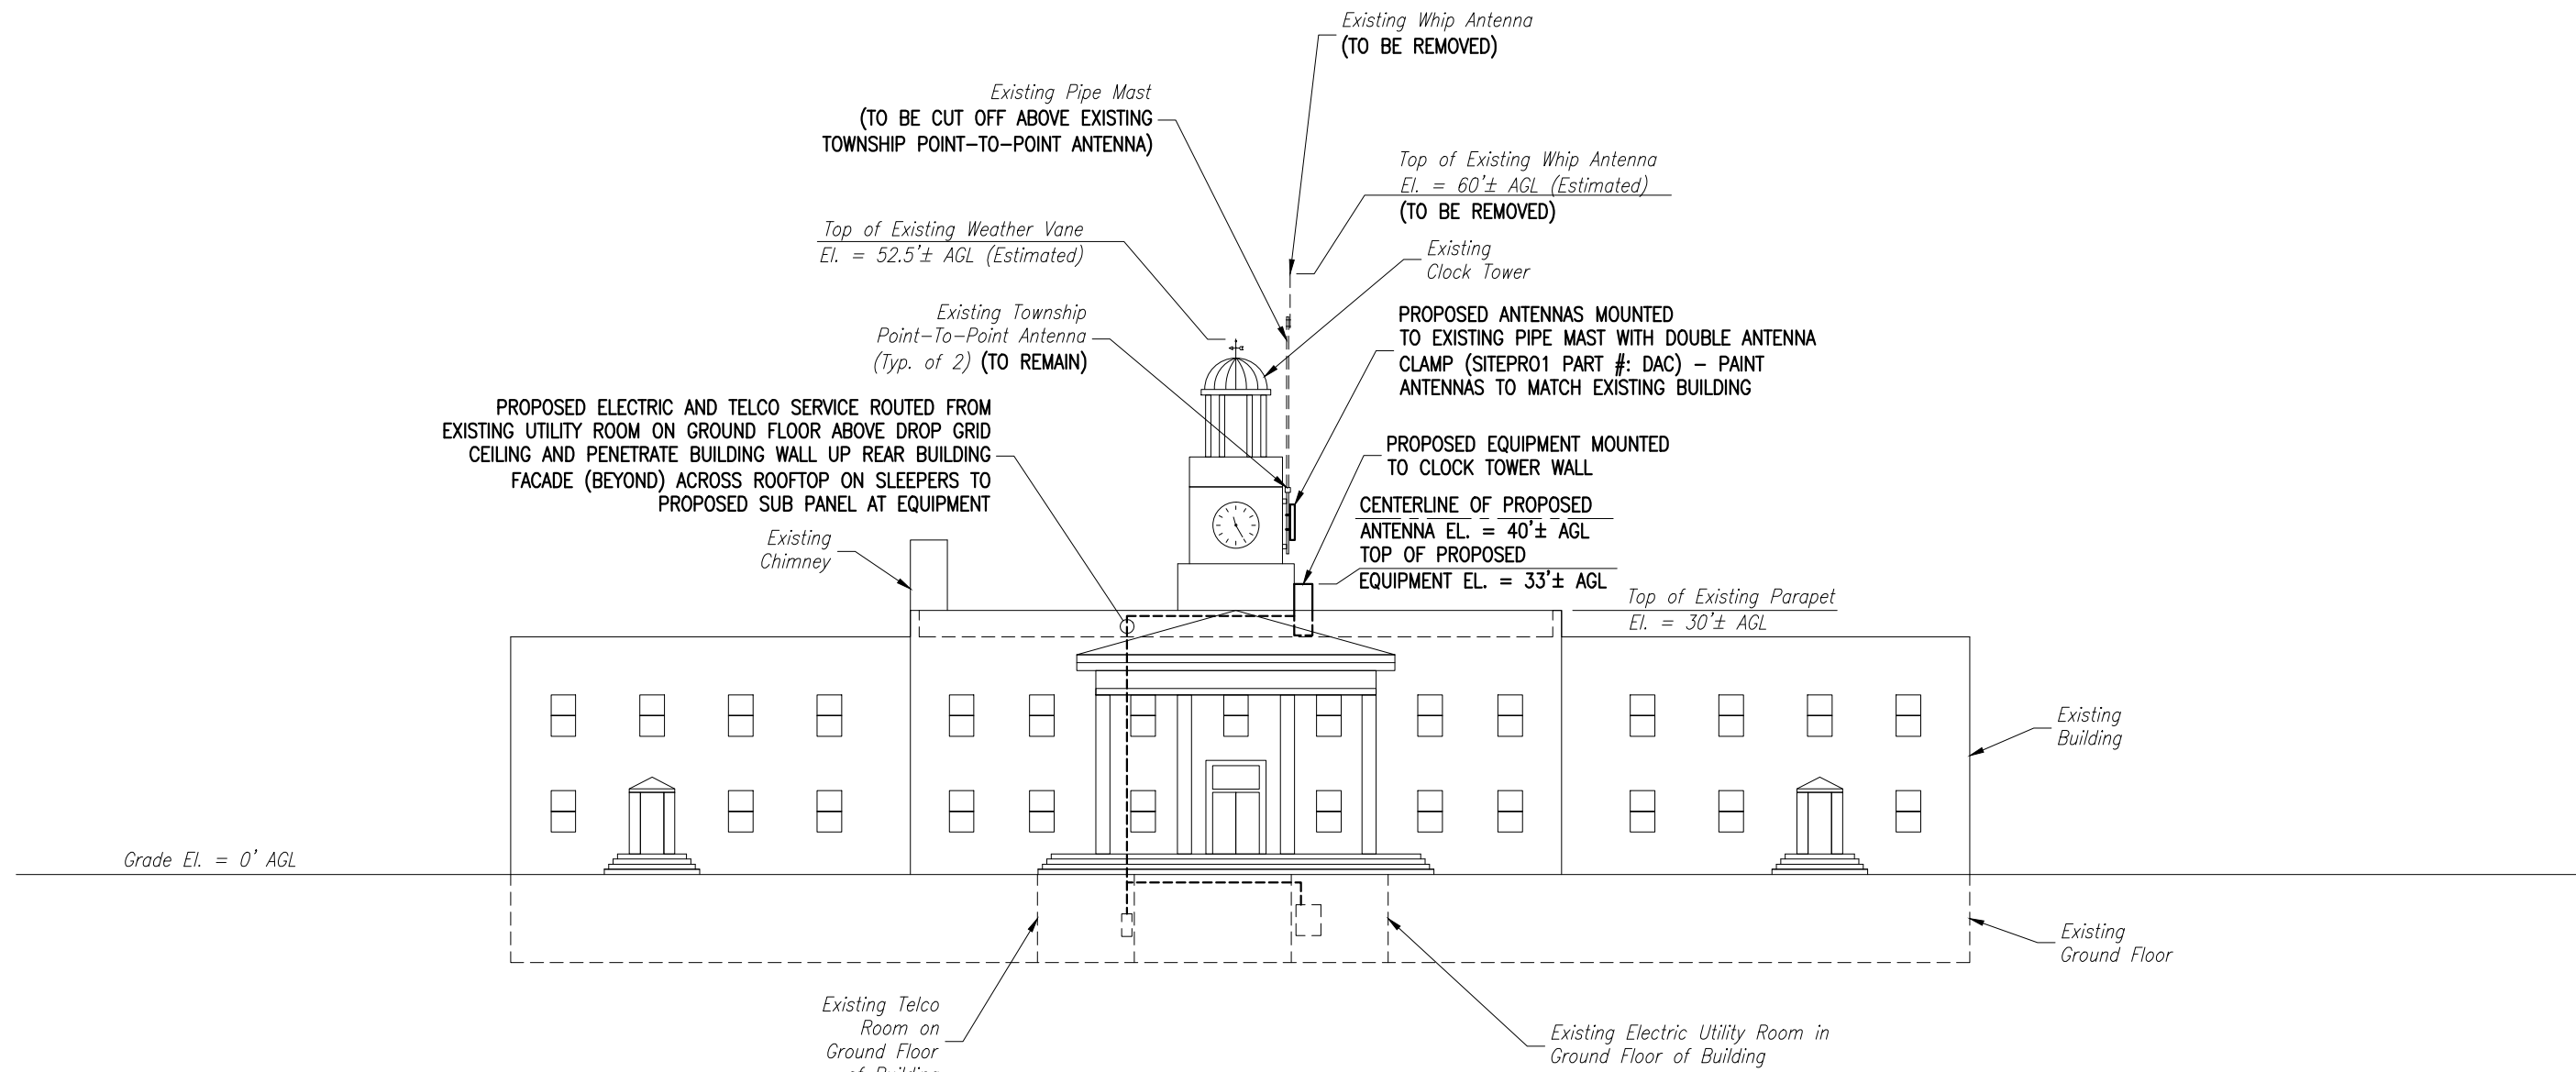 Existing Whip Antenna
(TO BE REMOVED)
Existing Pipe Mast
(TO BE CUT OFF ABOVE EXISTING
TOWNSHIP POINT-TO-POINT ANTENNA)
Top of Existing Whip Antenna
El. = 60'± AGL (Estimated)
(TO BE REMOVED)
Top of Existing Weather Vane
El. = 52.5'± AGL (Estimated)
Existing
Clock Tower
Existing Township
Point-To-Point Antenna
(Typ. of 2) (TO REMAIN)
PROPOSED ANTENNAS MOUNTED
TO EXISTING PIPE MAST WITH DOUBLE ANTENNA
CLAMP (SITEPRO1 PART #: DAC) - PAINT
ANTENNAS TO MATCH EXISTING BUILDING
PROPOSED ELECTRIC AND TELCO SERVICE ROUTED FROM
EXISTING UTILITY ROOM ON GROUND FLOOR ABOVE DROP GRID
CEILING AND PENETRATE BUILDING WALL UP REAR BUILDING
FACADE (BEYOND) ACROSS ROOFTOP ON SLEEPERS TO
PROPOSED SUB PANEL AT EQUIPMENT
PROPOSED EQUIPMENT MOUNTED
TO CLOCK TOWER WALL
CENTERLINE OF PROPOSED
ANTENNA EL. = 40'± AGL
TOP OF PROPOSED
EQUIPMENT EL. = 33'± AGL
Existing
Chimney
Top of Existing Parapet
El. = 30'± AGL
Existing
Building
Grade El. = 0' AGL
Existing
Ground Floor
Existing Telco
Room on
Ground Floor
of Building
Existing Electric Utility Room in
Ground Floor of Building